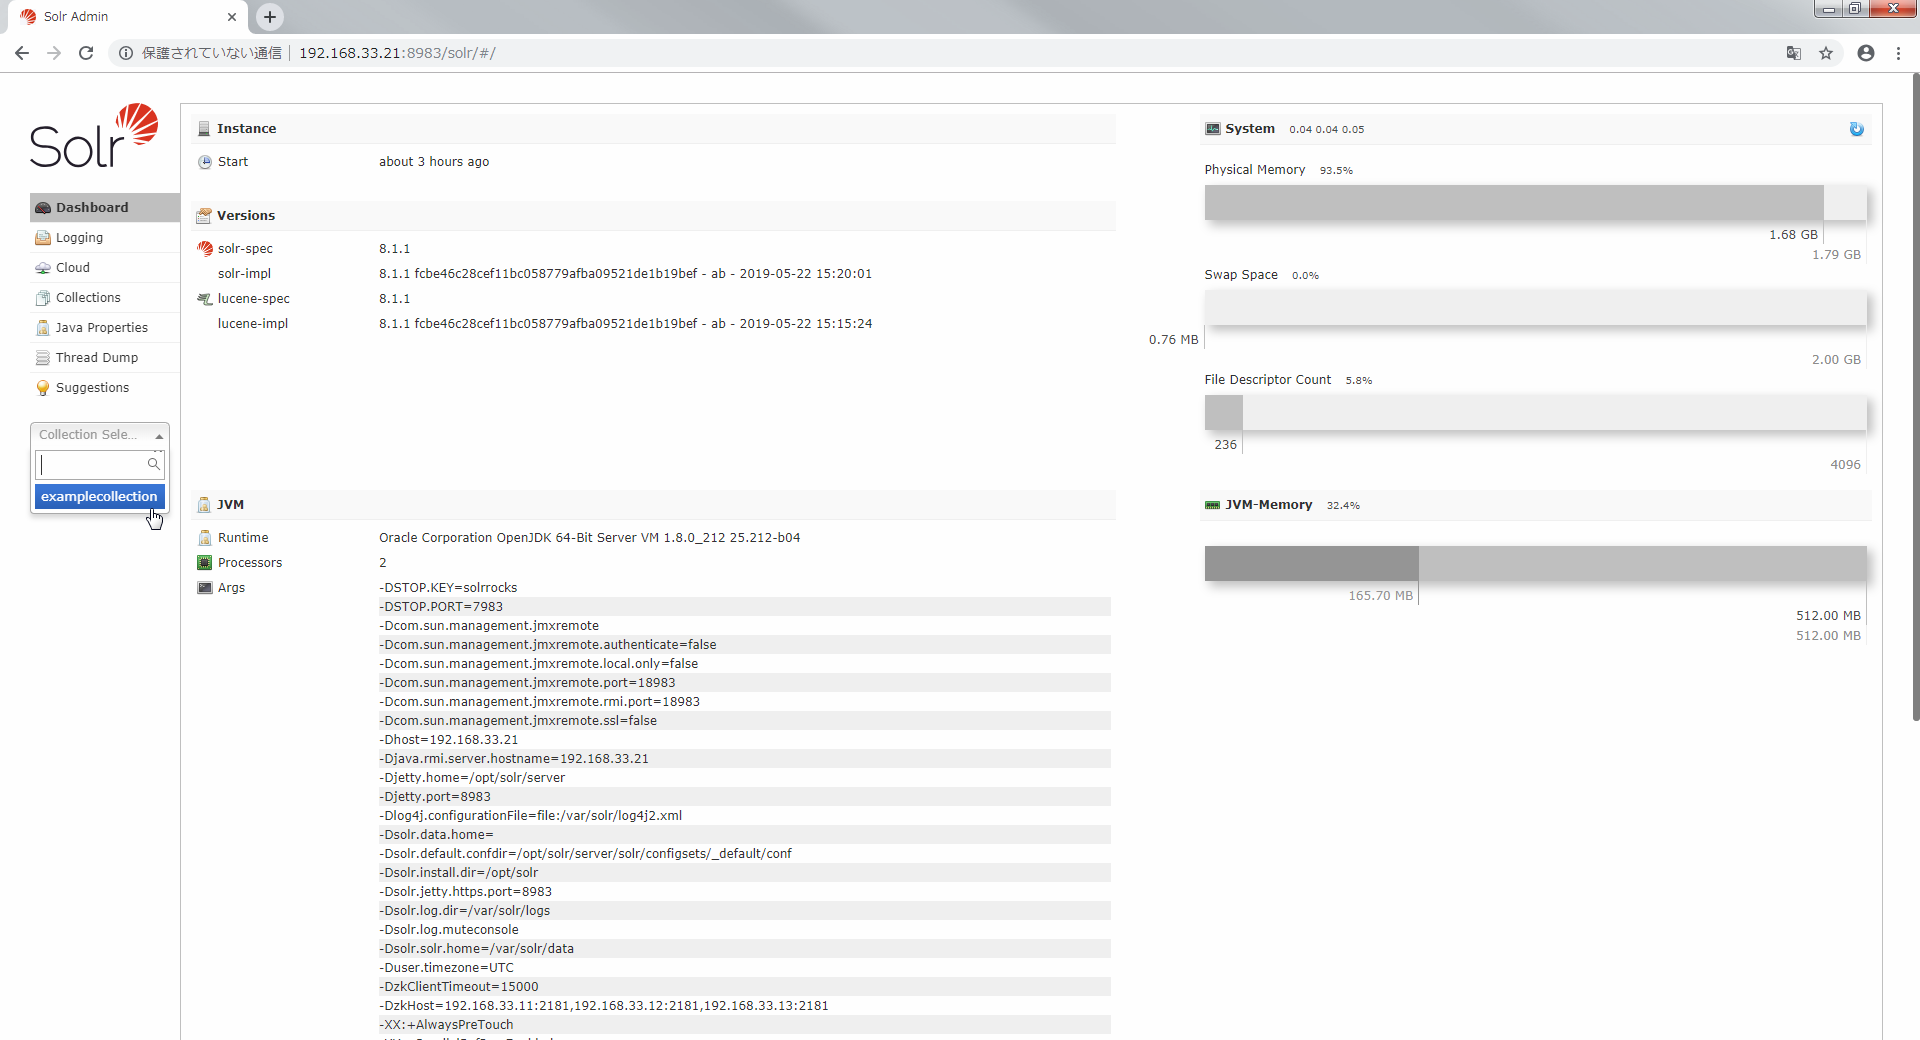 Solr Admin
保護されていない通信 | 192.168.33.21:8983/solr/#/
Solr
Dashboard
Logging
Cloud
Collections
Java Properties
Thread Dump
Suggestions
Collection Sele...
examplecollection
Instance
Start about 3 hours ago
Versions
solr-spec 8.1.1
solr-impl 8.1.1 fcbe46c28cef11bc058779afba09521de1b19bef - ab - 2019-05-22 15:20:01
lucene-spec 8.1.1
lucene-impl 8.1.1 fcbe46c28cef11bc058779afba09521de1b19bef - ab - 2019-05-22 15:15:24
JVM
Runtime Oracle Corporation OpenJDK 64-Bit Server VM 1.8.0_212 25.212-b04
Processors 2
Args -DSTOP.KEY=solrrocks
-DSTOP.PORT=7983
-Dcom.sun.management.jmxremote
-Dcom.sun.management.jmxremote.authenticate=false
-Dcom.sun.management.jmxremote.local.only=false
-Dcom.sun.management.jmxremote.port=18983
-Dcom.sun.management.jmxremote.rmi.port=18983
-Dcom.sun.management.jmxremote.ssl=false
-Dhost=192.168.33.21
-Djava.rmi.server.hostname=192.168.33.21
-Djetty.home=/opt/solr/server
-Djetty.port=8983
-Dlog4j.configurationFile=file:/var/solr/log4j2.xml
-Dsolr.data.home=
-Dsolr.default.confdir=/opt/solr/server/solr/configsets/_default/conf
-Dsolr.install.dir=/opt/solr
-Dsolr.jetty.https.port=8983
-Dsolr.log.dir=/var/solr/logs
-Dsolr.log.muteconsole
-Dsolr.solr.home=/var/solr/data
-Duser.timezone=UTC
-DzkClientTimeout=15000
-DzkHost=192.168.33.11:2181,192.168.33.12:2181,192.168.33.13:2181
-XX:+AlwaysPreTouch
System 0.04 0.04 0.05
Physical Memory 93.5%
1.68 GB
1.79 GB
Swap Space 0.0%
0.76 MB
2.00 GB
File Descriptor Count 5.8%
236
4096
JVM-Memory 32.4%
165.70 MB
512.00 MB
512.00 MB